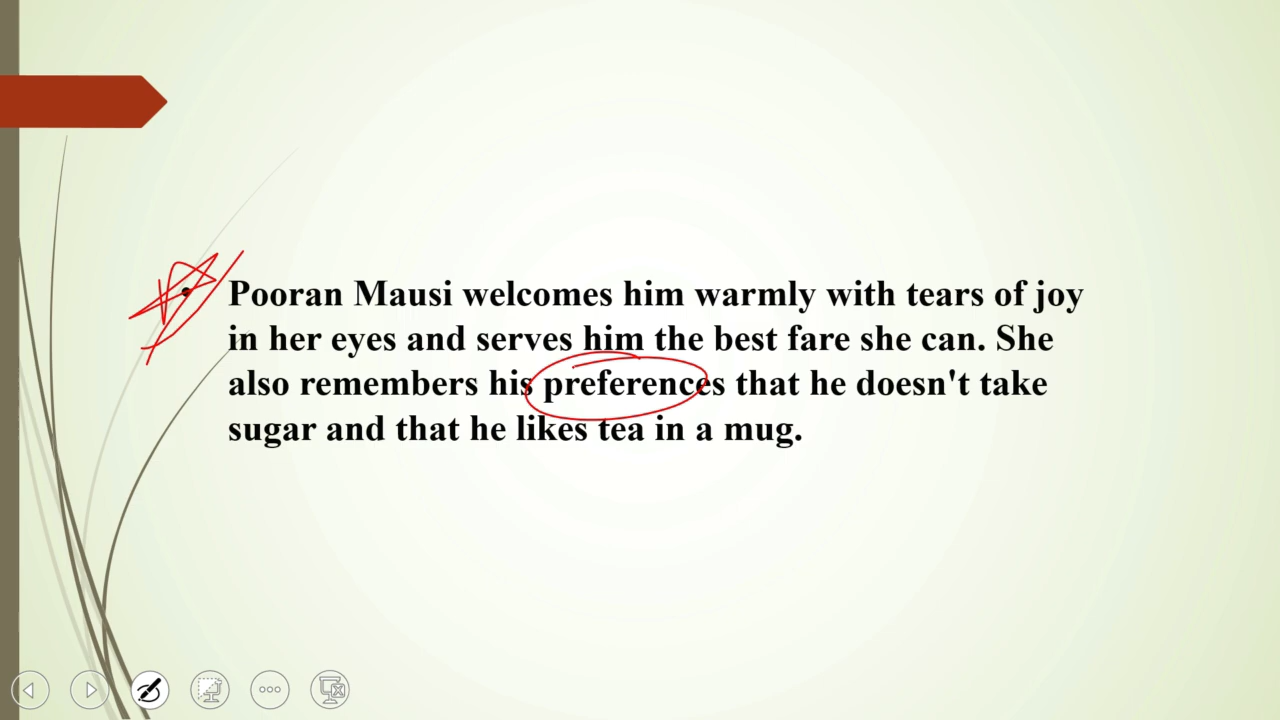 Pooran Mausi welcomes him warmly with tears of joy
in her eyes and serves him the best fare she can. She
also remembers his preferences that he doesn't take
sugar and that he likes tea in a mug.